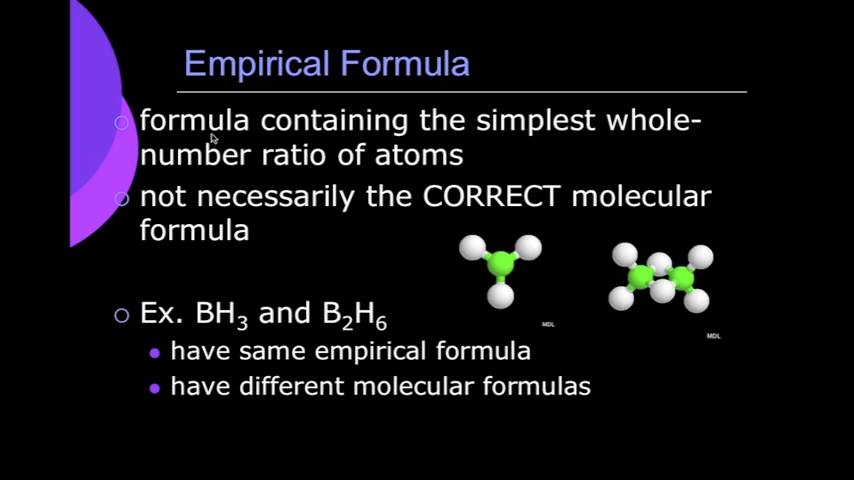 Empirical Formula
formula containing the simplest whole-
number ratio of atoms
not necessarily the CORRECT molecular
formula
Ex. BH₃ and B₂H₆
have same empirical formula
have different molecular formulas
MDL
MDL